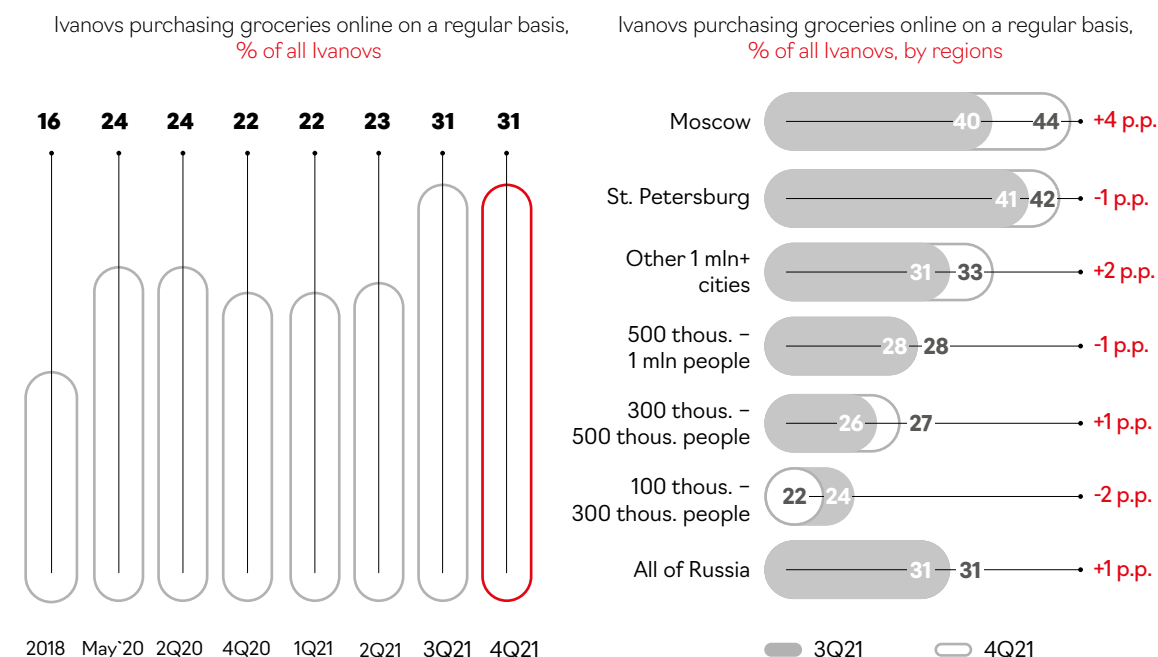 Ivanovs purchasing groceries online on a regular basis,
% of all Ivanovs
16 24 24 22 22 23 31 31
2018 May`20 2Q20 4Q20 1Q21 2Q21 3Q21 4Q21
Ivanovs purchasing groceries online on a regular basis,
% of all Ivanovs, by regions
Moscow 40 44 +4 p.p.
St. Petersburg 41 42 -1 p.p.
Other 1 mln+
cities 31 33 +2 p.p.
500 thous. –
1 mln people 28 28 -1 p.p.
300 thous. –
500 thous. people 26 27 +1 p.p.
100 thous. –
300 thous. people 22 24 -2 p.p.
All of Russia 31 31 +1 p.p.
3Q21 4Q21